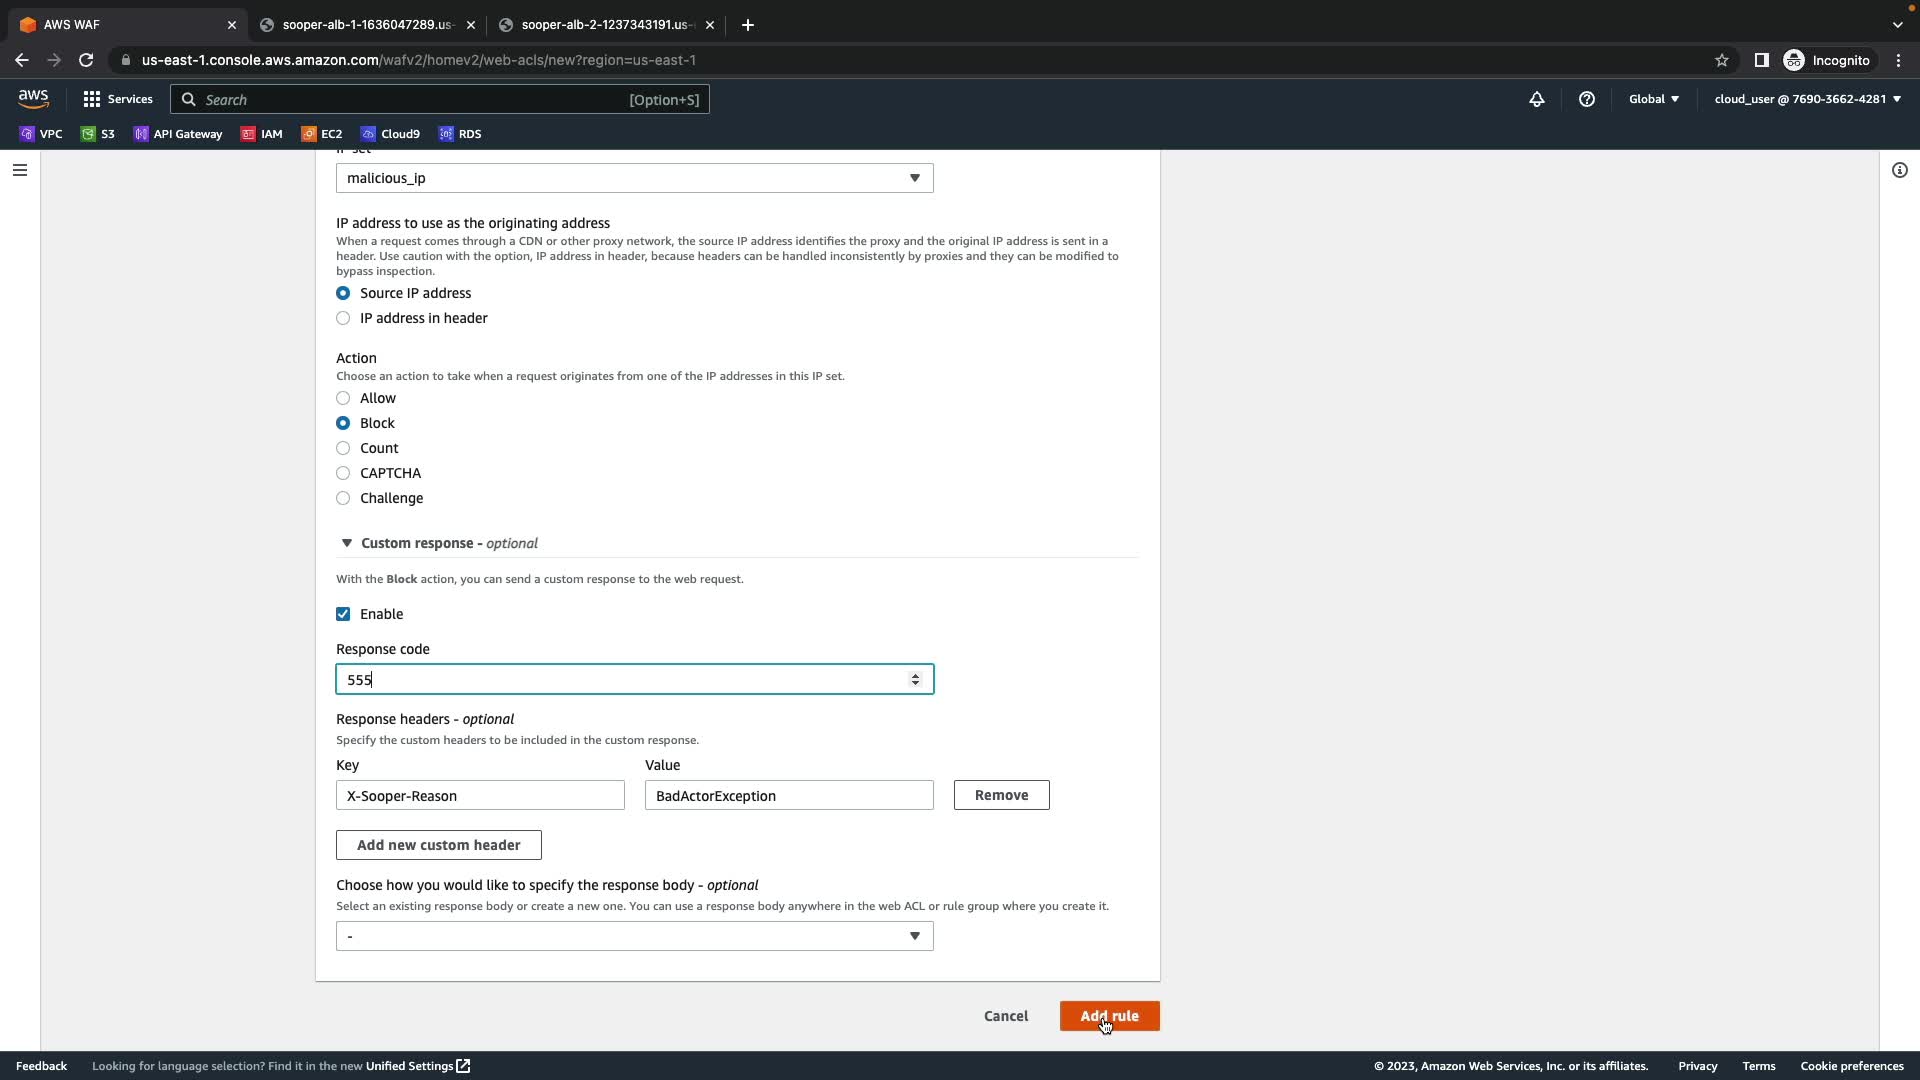 AWS WAF
sooper-alb-1-1636047289.us-
sooper-alb-2-1237343191.us-
us-east-1.console.aws.amazon.com/wafv2/homev2/web-acls/new?region=us-east-1
Incognito
aws
Services
Search
[Option+S]
Global
cloud_user @ 7690-3662-4281
VPC
S3
API Gateway
IAM
EC2
Cloud9
RDS
IP set
malicious_ip
IP address to use as the originating address
When a request comes through a CDN or other proxy network, the source IP address identifies the proxy and the original IP address is sent in a
header. Use caution with the option, IP address in header, because headers can be handled inconsistently by proxies and they can be modified to
bypass inspection.
Source IP address
IP address in header
Action
Choose an action to take when a request originates from one of the IP addresses in this IP set.
Allow
Block
Count
CAPTCHA
Challenge
Custom response - optional
With the Block action, you can send a custom response to the web request.
Enable
Response code
555
Response headers - optional
Specify the custom headers to be included in the custom response.
Key
Value
X-Sooper-Reason
BadActorException
Remove
Add new custom header
Choose how you would like to specify the response body - optional
Select an existing response body or create a new one. You can use a response body anywhere in the web ACL or rule group where you create it.
-
Cancel
Add rule
Feedback
Looking for language selection? Find it in the new Unified Settings
© 2023, Amazon Web Services, Inc. or its affiliates.
Privacy
Terms
Cookie preferences